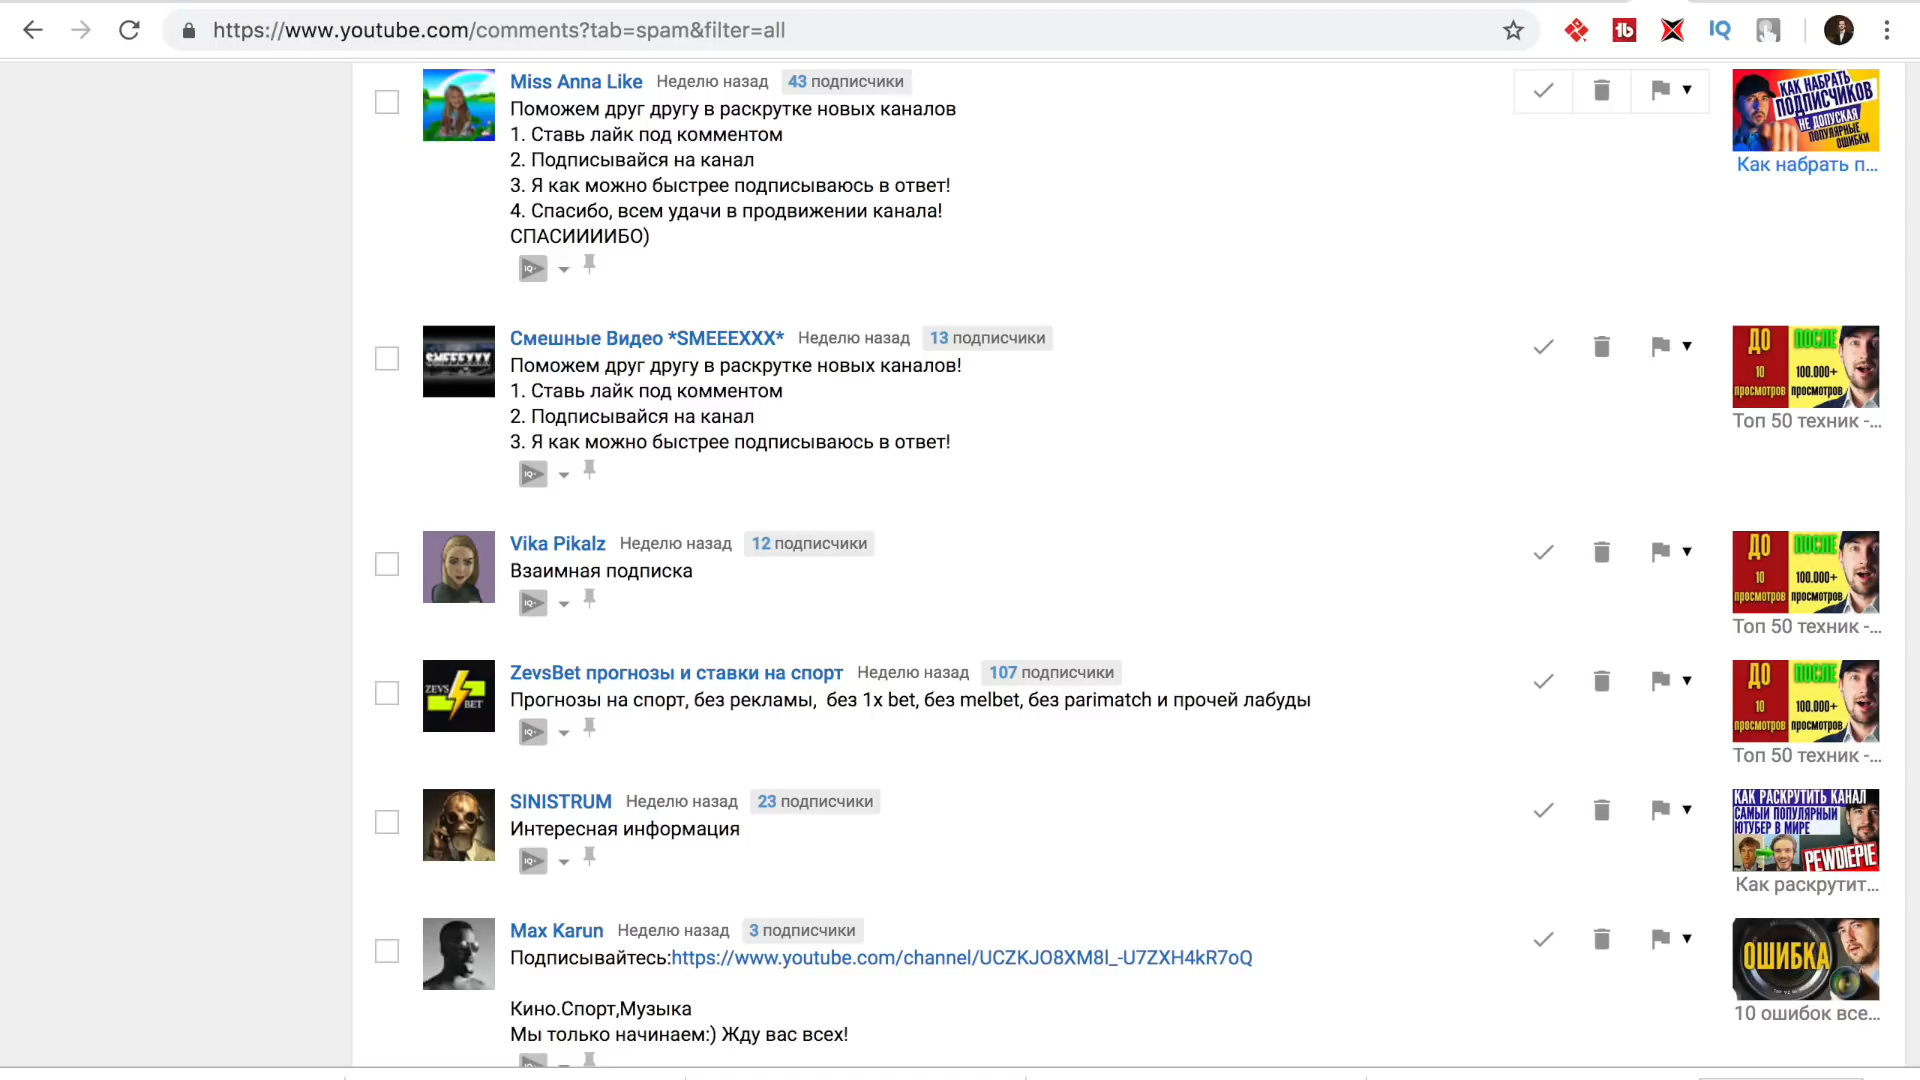 https://www.youtube.com/comments?tab=spam&filter=all
IQ
Miss Anna Like Неделю назад 43 подписчики
Поможем друг другу в раскрутке новых каналов
1. Ставь лайк под комментом
2. Подписывайся на канал
3. Я как можно быстрее подписываюсь в ответ!
4. Спасибо, всем удачи в продвижении канала!
СПАСИИИИБО)
КАК НАБРАТЬ
ПОДПИСЧИКОВ
НЕ ДОПУСКАЯ
ПОПУЛЯРНЫЕ
ОШИБКИ
Как набрать п...
SMEEEXXX
Смешные Видео *SMEEEXXX* Неделю назад 13 подписчики
Поможем друг другу в раскрутке новых каналов!
1. Ставь лайк под комментом
2. Подписывайся на канал
3. Я как можно быстрее подписываюсь в ответ!
ДО ПОСЛЕ
10 100.000+
просмотров просмотров
Топ 50 техник -...
Vika Pikalz Неделю назад 12 подписчики
Взаимная подписка
ДО ПОСЛЕ
10 100.000+
просмотров просмотров
Топ 50 техник -...
ZEVS
BET
ZevsBet прогнозы и ставки на спорт Неделю назад 107 подписчики
Прогнозы на спорт, без рекламы,  без 1x bet, без melbet, без parimatch и прочей лабуды
ДО ПОСЛЕ
10 100.000+
просмотров просмотров
Топ 50 техник -...
SINISTRUM Неделю назад 23 подписчики
Интересная информация
КАК РАСКРУТИТЬ КАНАЛ
САМЫЙ ПОПУЛЯРНЫЙ
ЮТУБЕР В МИРЕ
PEWDIEPIE
Как раскрутит...
Max Karun Неделю назад 3 подписчики
Подписывайтесь:https://www.youtube.com/channel/UCZKJO8XM8l_-U7ZXH4kR7oQ
Кино.Спорт,Музыка
Мы только начинаем:) Жду вас всех!
ОШИБКА
10 ошибок все...